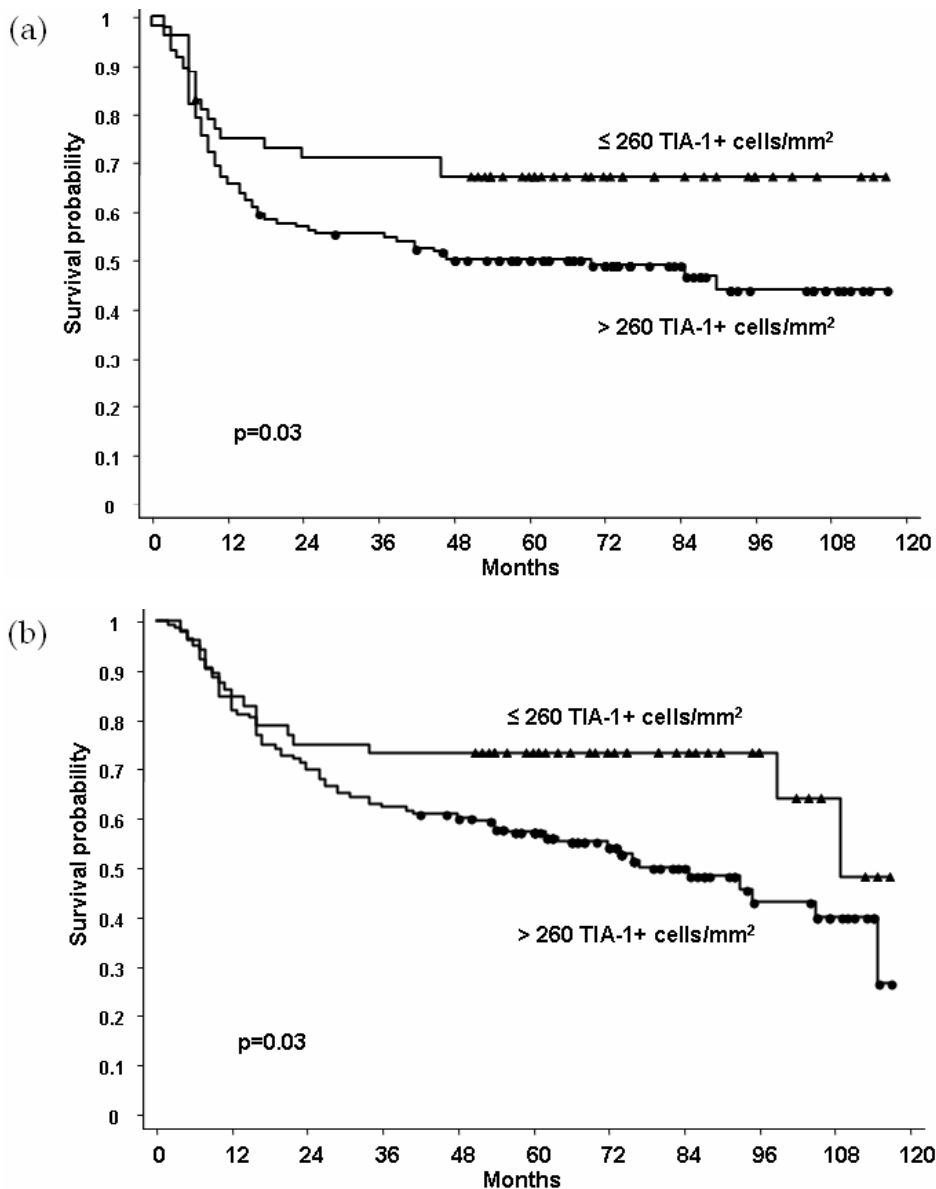 (a)
1
0.9
0.8
0.7
0.6
0.5
0.4
0.3
0.2
0.1
0
Survival probability
≤ 260 TIA-1+ cells/mm²
> 260 TIA-1+ cells/mm²
p=0.03
0 12 24 36 48 60 72 84 96 108 120
Months
(b)
1
0.9
0.8
0.7
0.6
0.5
0.4
0.3
0.2
0.1
0
Survival probability
≤ 260 TIA-1+ cells/mm²
> 260 TIA-1+ cells/mm²
p=0.03
0 12 24 36 48 60 72 84 96 108 120
Months